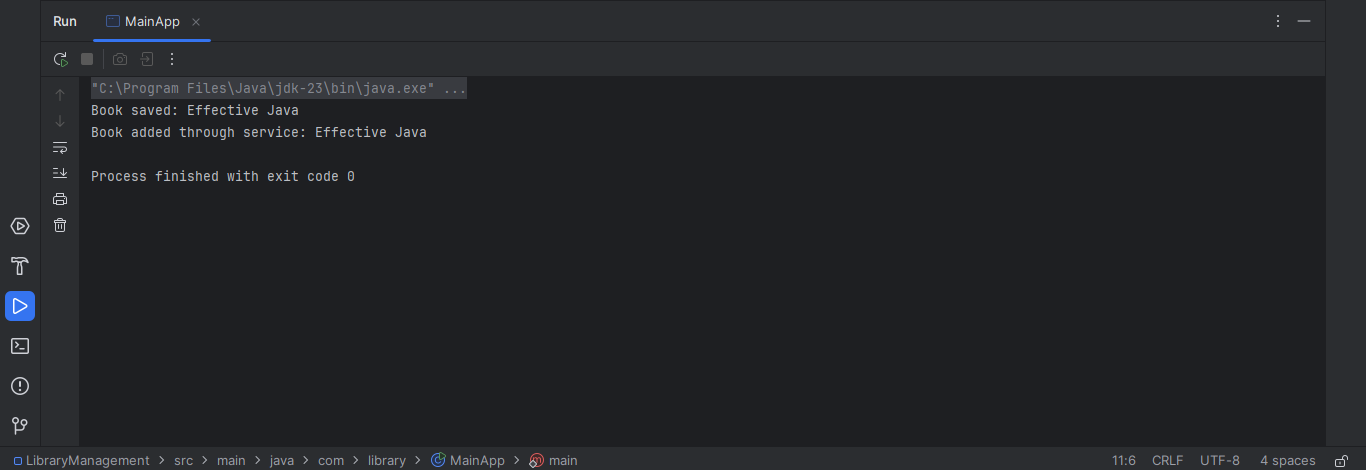 Run MainApp
"C:\Program Files\Java\jdk-23\bin\java.exe" ...
Book saved: Effective Java
Book added through service: Effective Java
Process finished with exit code 0
LibraryManagement > src > main > java > com > library > MainApp > main 11:6 CRLF UTF-8 4 spaces